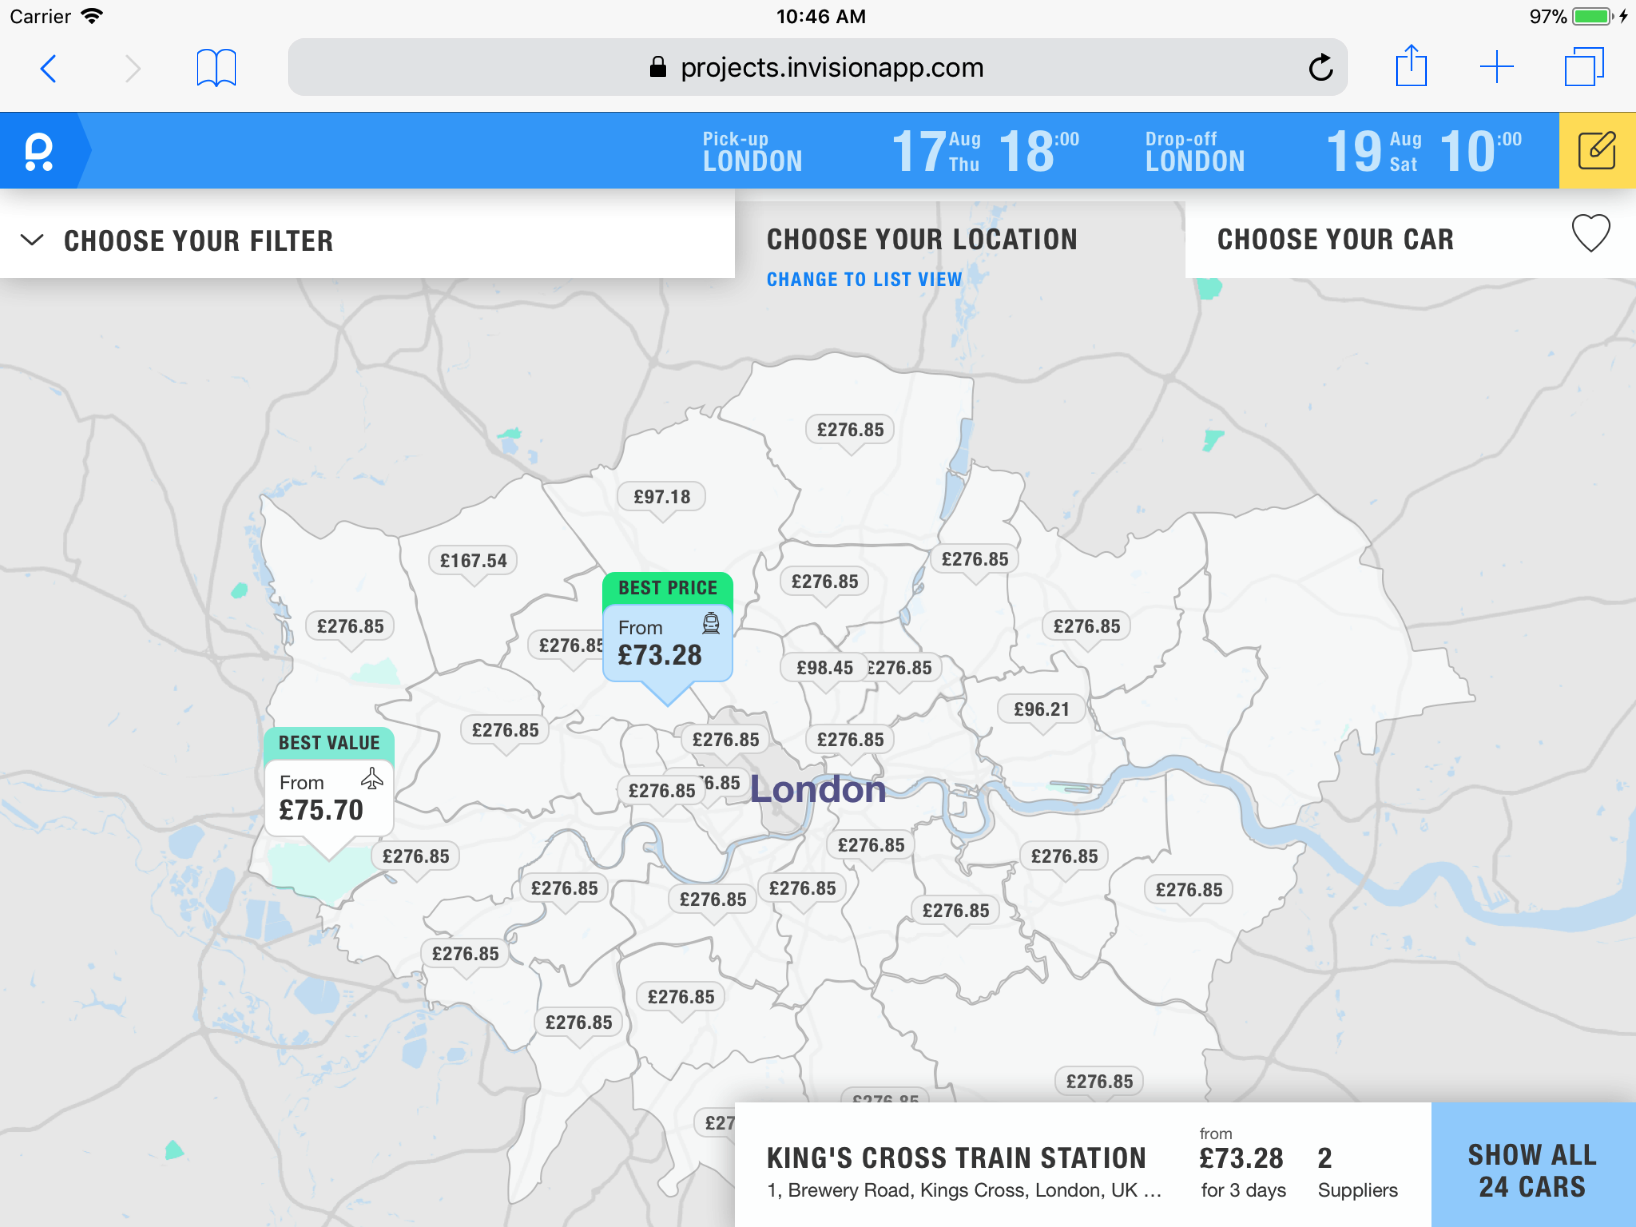 Carrier
10:46 AM
97%
projects.invisionapp.com
Pick-up
LONDON
17 Aug Thu
18:00
Drop-off
LONDON
19 Aug Sat
10:00
CHOOSE YOUR FILTER
CHOOSE YOUR LOCATION
CHANGE TO LIST VIEW
CHOOSE YOUR CAR
£276.85
£97.18
£167.54
£276.85
£276.85
BEST PRICE
From
£73.28
£276.85
£276.85
£276.85
£98.45
£276.85
£96.21
£276.85
£276.85
£276.85
BEST VALUE
From
£75.70
£276.85
6.85
London
£276.85
£276.85
£276.85
£276.85
£276.85
£276.85
£276.85
£276.85
£276.85
£276.85
£276.85
£276.85
£276.85
£276.85
£27
KING'S CROSS TRAIN STATION
1, Brewery Road, Kings Cross, London, UK ...
from
£73.28
for 3 days
2
Suppliers
SHOW ALL
24 CARS